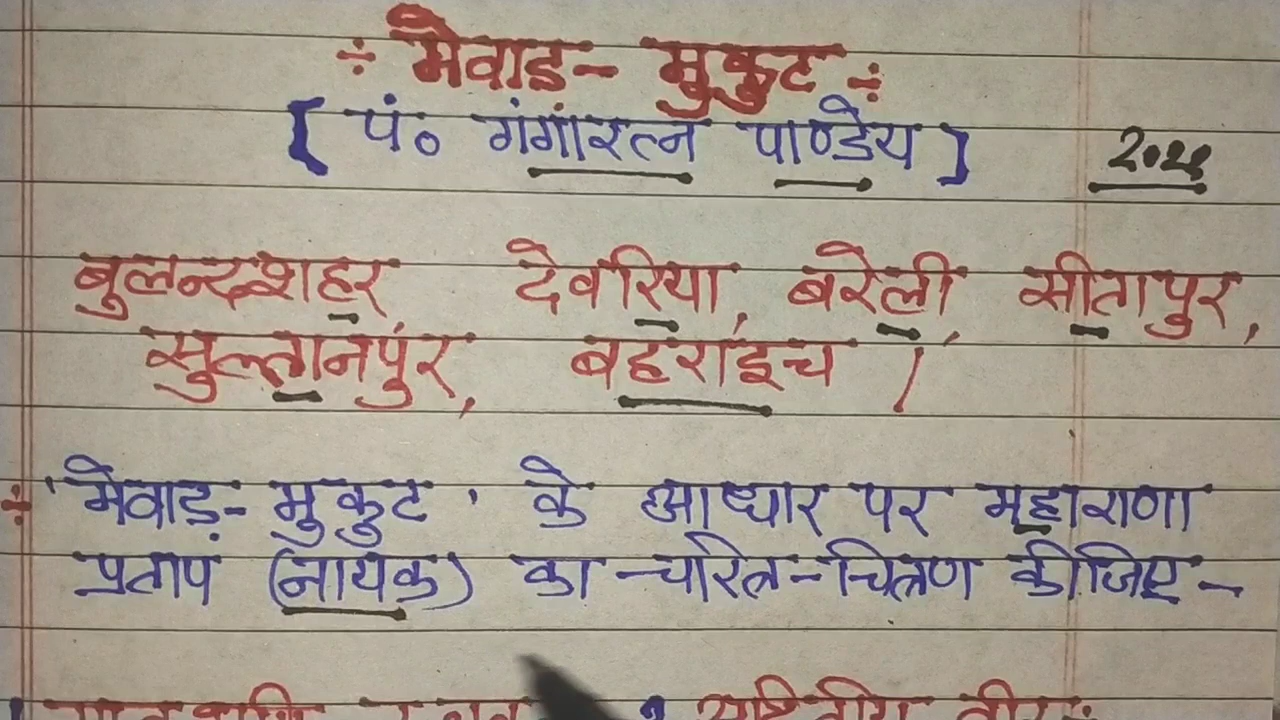 ÷ मेवाड़- मुकुट ÷
[ पं० गंगांरत्न पाण्डेय ]
बुलन्दशहर देवरिया, बरेली, सीतापुर,
सुल्तानपुर, बहराइच ।
÷ 'मेवाड़- मुकुट' के आधार पर महाराणा
प्रताप (नायक) का चरित्र-चित्रण कीजिए -